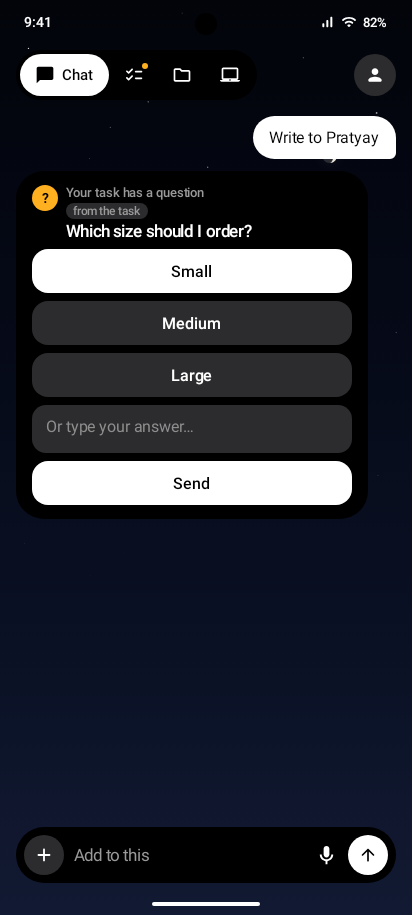 9:41
82%
Chat
Write to Pratyay
?
Your task has a question
from the task
Which size should I order?
Small
Medium
Large
Or type your answer…
Send
Add to this